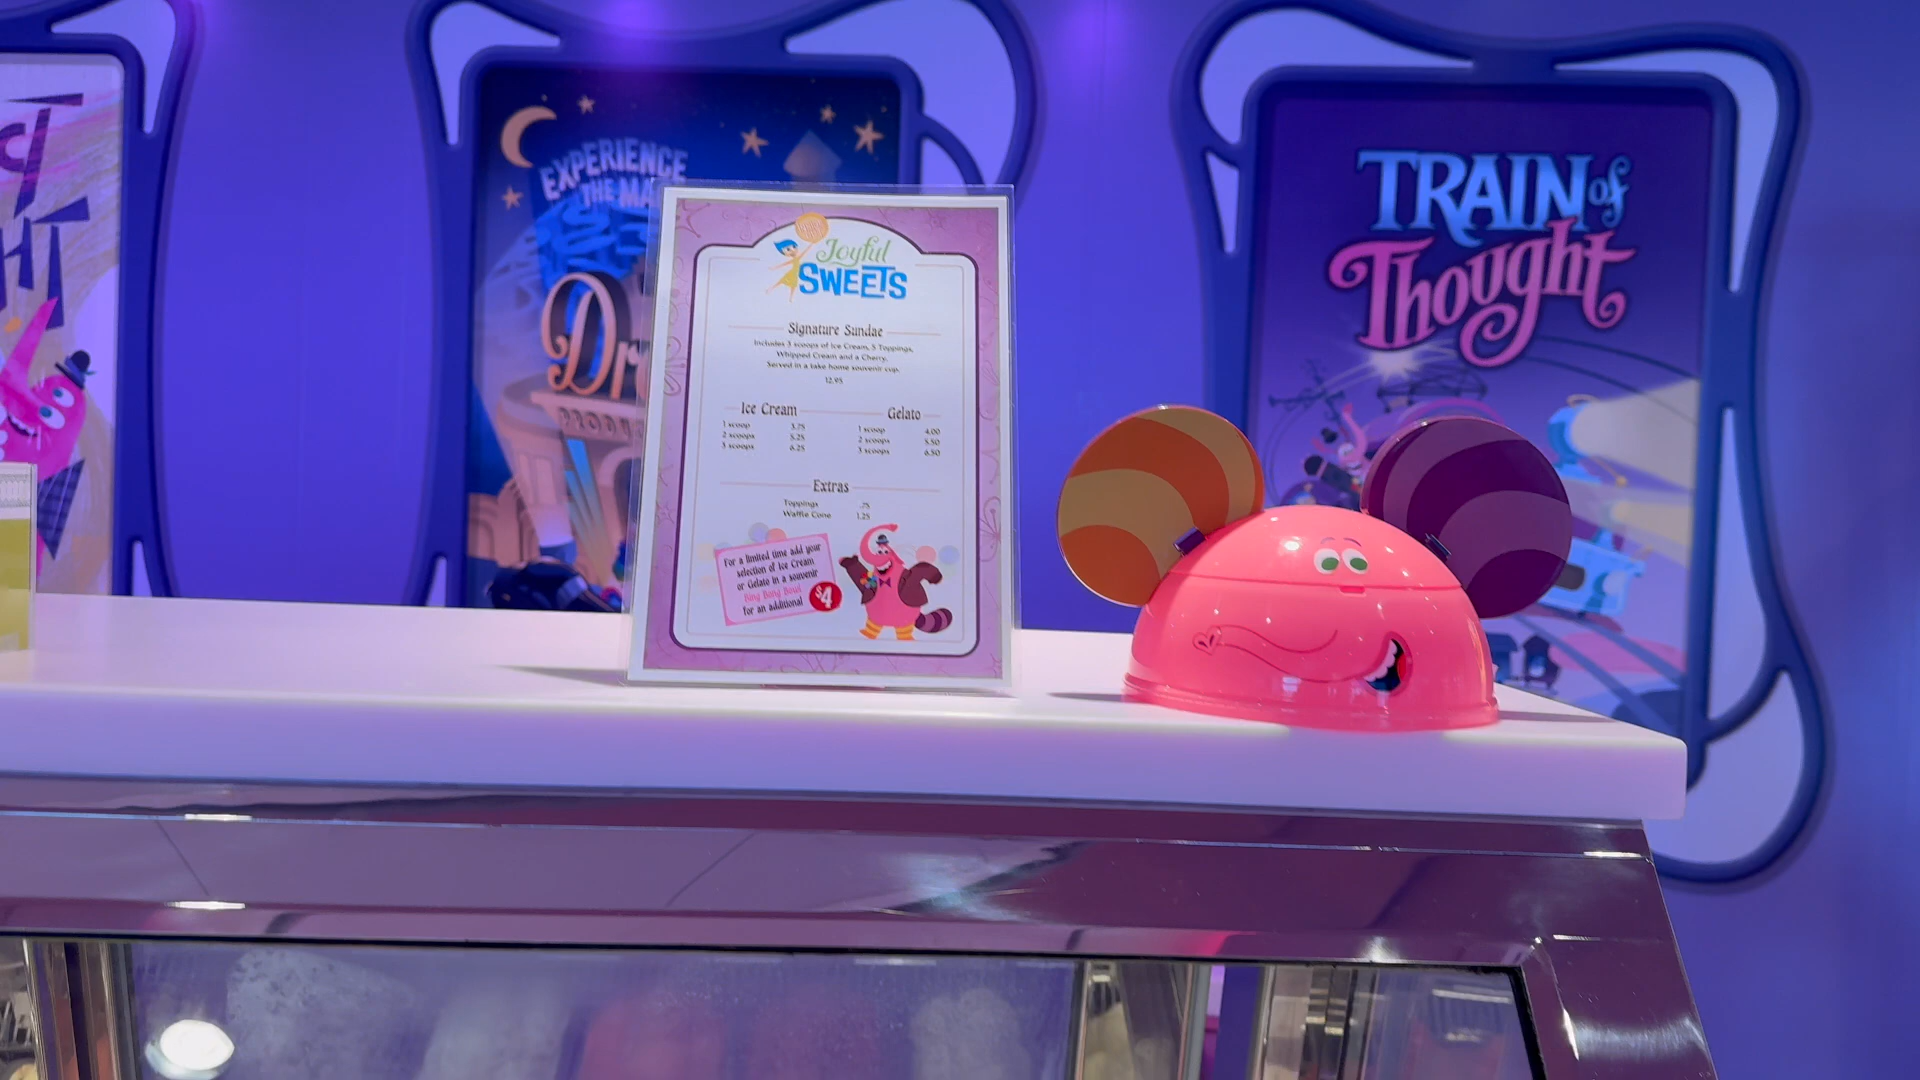 EXPERIENCE
THE MA
Dr
PRODU
TRAIN of
Thought
Joyful
SWEETS
Signature Sundae
Includes 3 scoops of Ice Cream, 5 Toppings,
Whipped Cream and a Cherry.
Served in a take home souvenir cup.
12.95
Ice Cream
1 scoop 3.75
2 scoops 5.25
3 scoops 6.25
Gelato
1 scoop 4.00
2 scoops 5.50
3 scoops 6.50
Extras
Toppings .75
Waffle Cone 1.25
For a limited time add your
selection of Ice Cream
or Gelato in a souvenir
Bing Bong Bowl
for an additional $4